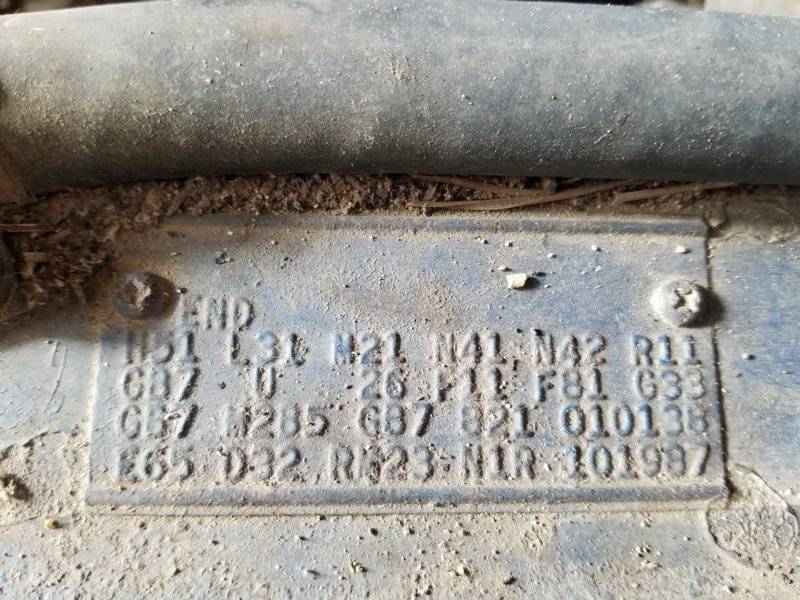 END
H51 L31 M21 N41 N42 R11
GB7 U 26 F11 F81 G33
GB7 M2B5 GB7 821 010138
E65 D32 RM23 N1R 101987